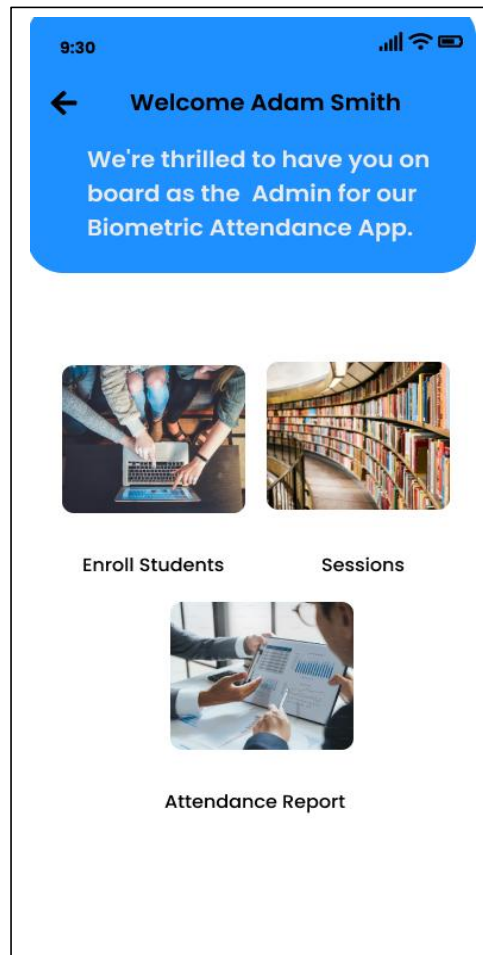 9:30
Welcome Adam Smith
We're thrilled to have you on
board as the  Admin for our
Biometric Attendance App.
Enroll Students
Sessions
Attendance Report